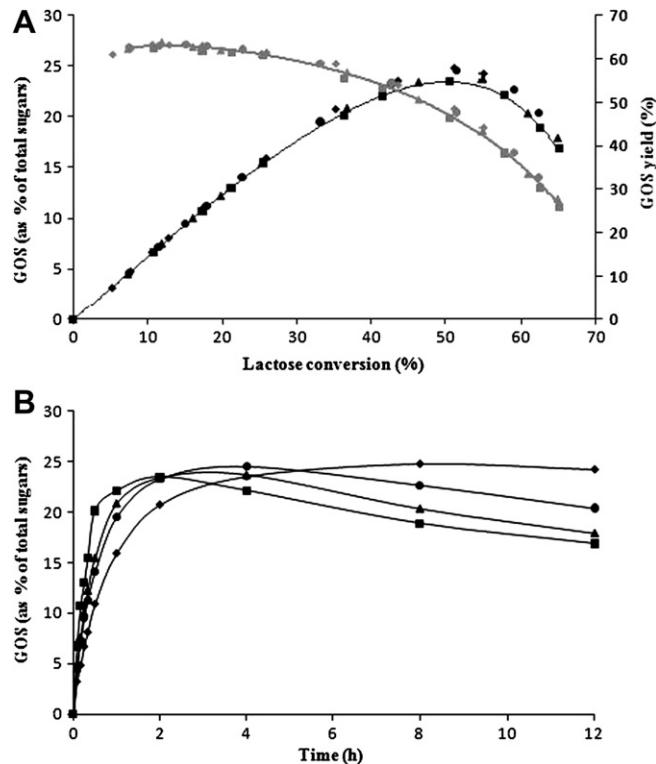 A
30
25
20
15
10
5
0
GOS (as % of total sugars)
70
60
50
40
30
20
10
0
GOS yield (%)
0 10 20 30 40 50 60 70
Lactose conversion (%)
B
30
25
20
15
10
5
0
GOS (as % of total sugars)
0 2 4 6 8 10 12
Time (h)